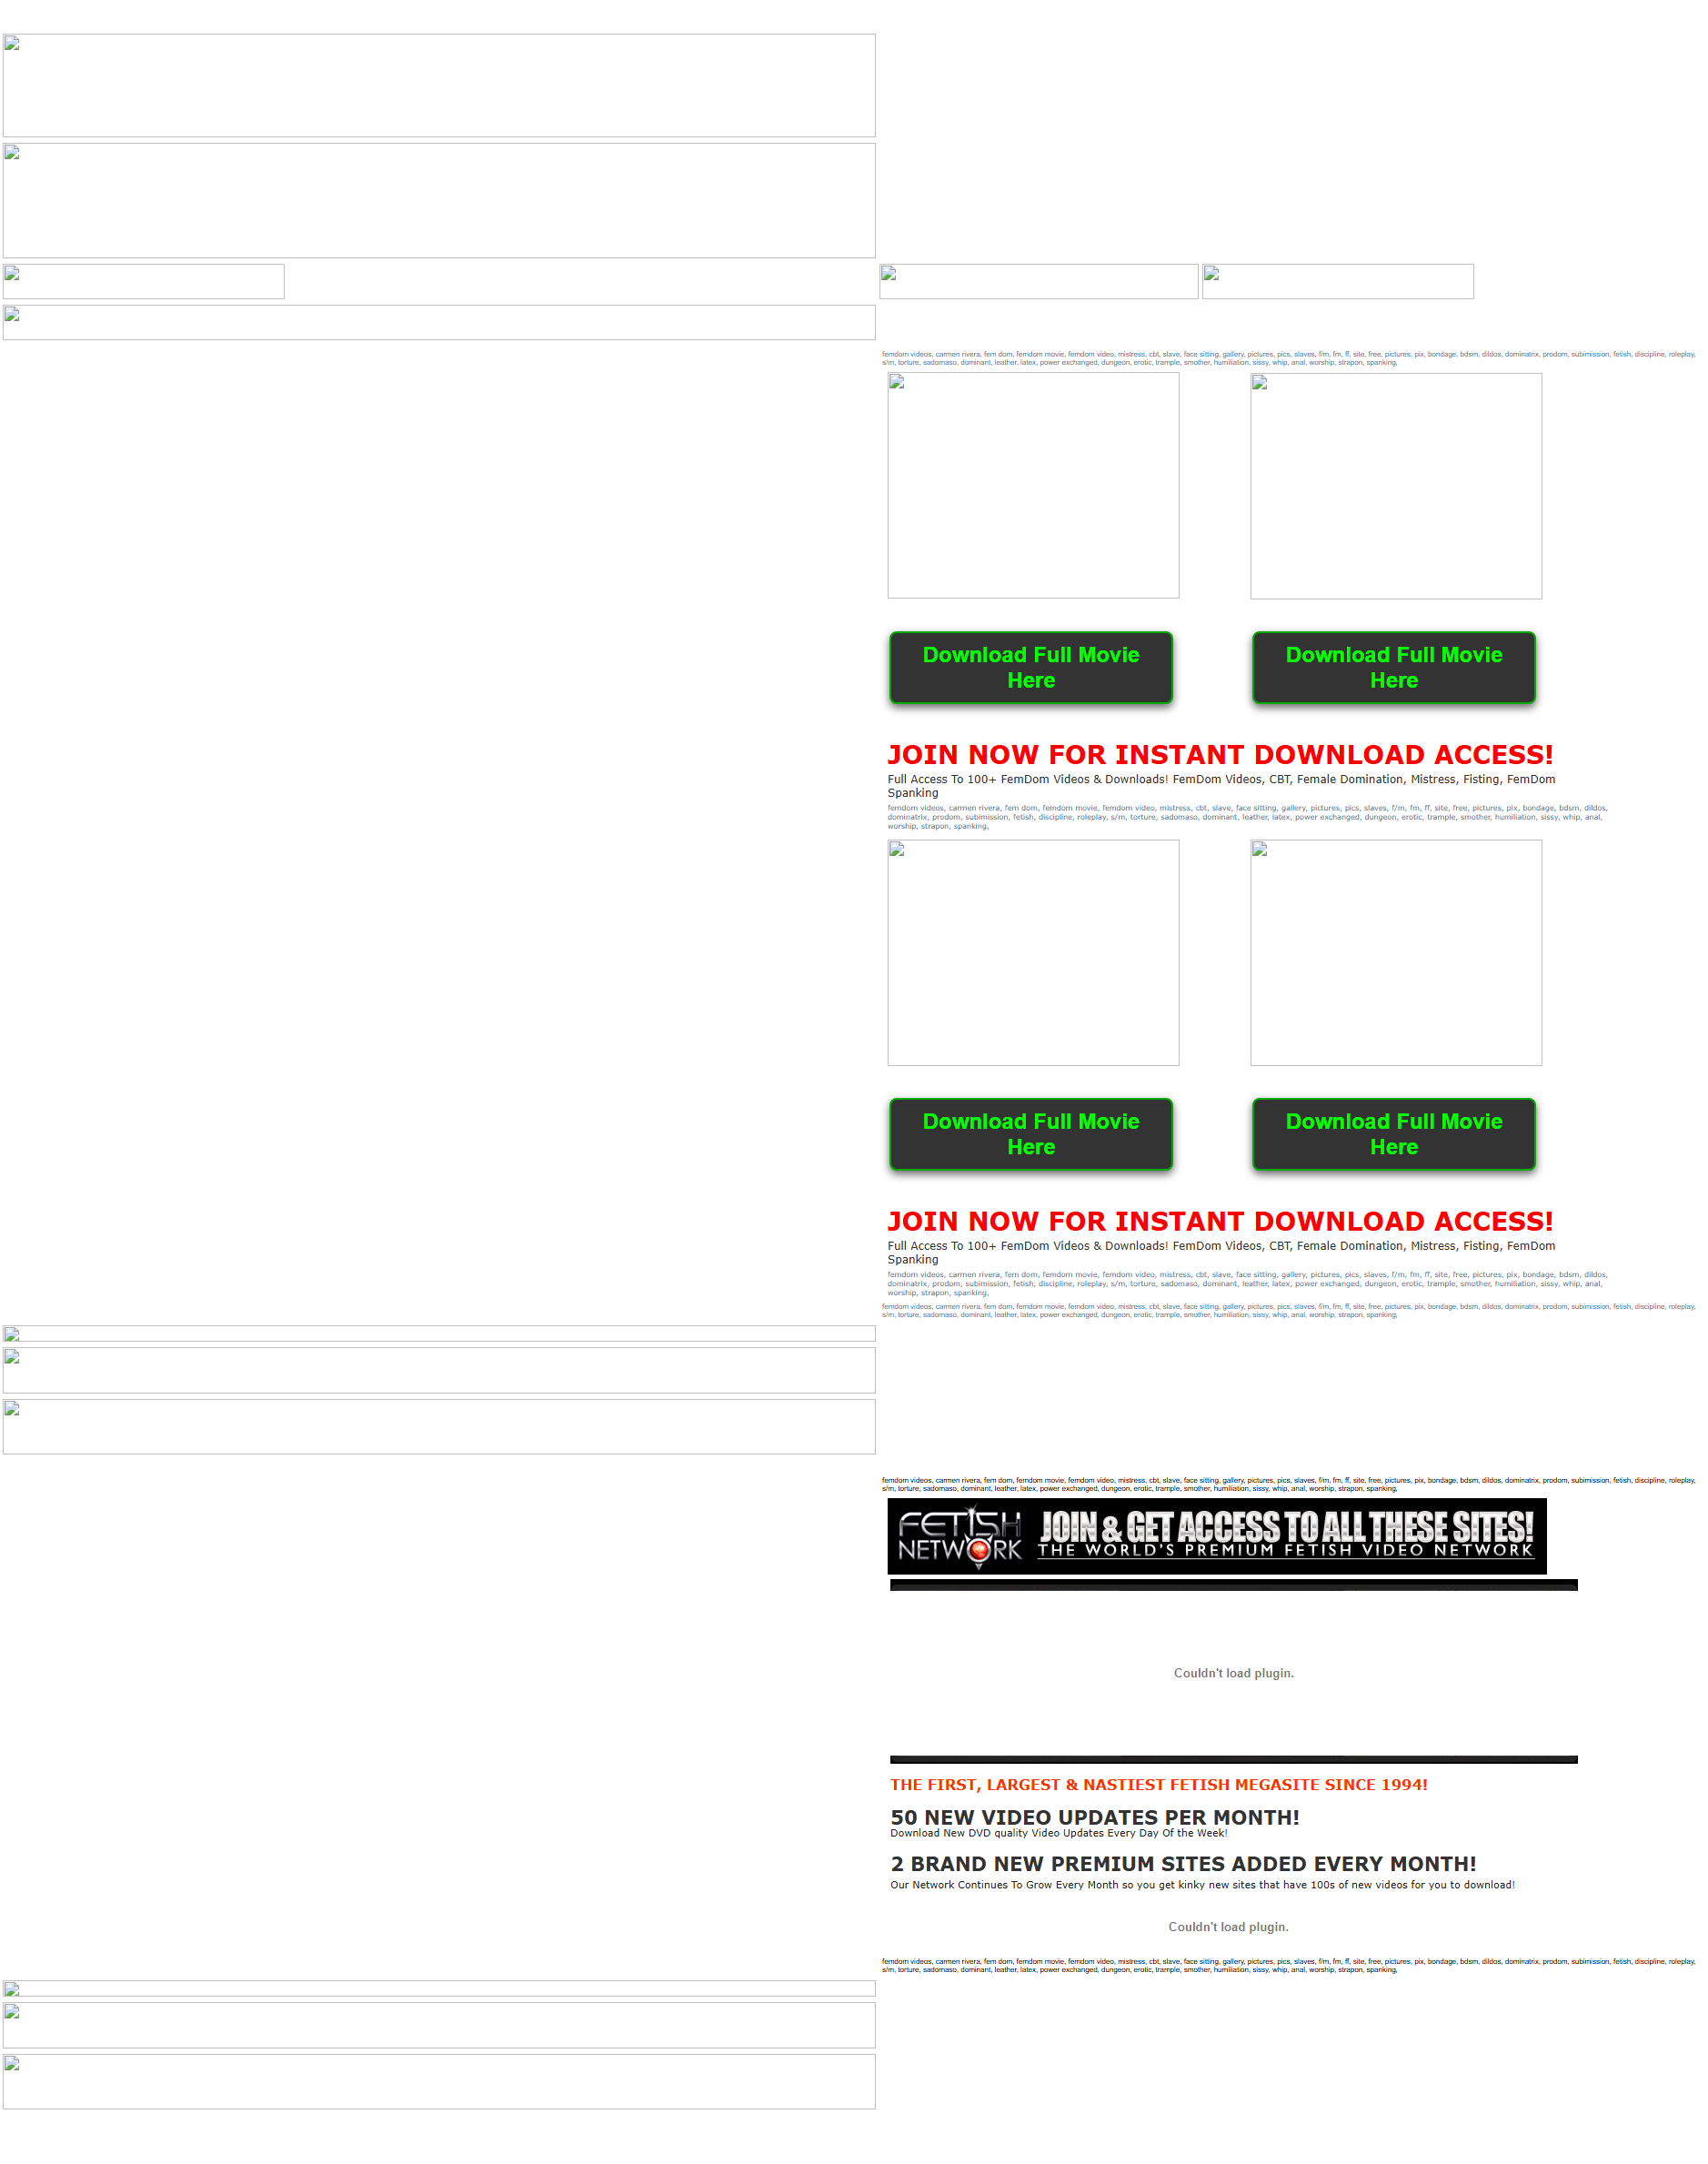 femdom videos, carmen rivera, fem dom, femdom movie, femdom video, mistress, cbt, slave, face sitting, gallery, pictures, pics, slaves, f/m, fm, ff, site, free, pictures, pix, bondage, bdsm, dildos, dominatrix, prodom, subimission, fetish, discipline, roleplay,
s/m, torture, sadomaso, dominant, leather, latex, power exchanged, dungeon, erotic, trample, smother, humiliation, sissy, whip, anal, worship, strapon, spanking,
Download Full Movie
Here
Download Full Movie
Here
JOIN NOW FOR INSTANT DOWNLOAD ACCESS!
Full Access To 100+ FemDom Videos & Downloads! FemDom Videos, CBT, Female Domination, Mistress, Fisting, FemDom
Spanking
femdom videos, carmen rivera, fem dom, femdom movie, femdom video, mistress, cbt, slave, face sitting, gallery, pictures, pics, slaves, f/m, fm, ff, site, free, pictures, pix, bondage, bdsm, dildos,
dominatrix, prodom, subimission, fetish, discipline, roleplay, s/m, torture, sadomaso, dominant, leather, latex, power exchanged, dungeon, erotic, trample, smother, humiliation, sissy, whip, anal,
worship, strapon, spanking,
Download Full Movie
Here
Download Full Movie
Here
JOIN NOW FOR INSTANT DOWNLOAD ACCESS!
Full Access To 100+ FemDom Videos & Downloads! FemDom Videos, CBT, Female Domination, Mistress, Fisting, FemDom
Spanking
femdom videos, carmen rivera, fem dom, femdom movie, femdom video, mistress, cbt, slave, face sitting, gallery, pictures, pics, slaves, f/m, fm, ff, site, free, pictures, pix, bondage, bdsm, dildos,
dominatrix, prodom, subimission, fetish, discipline, roleplay, s/m, torture, sadomaso, dominant, leather, latex, power exchanged, dungeon, erotic, trample, smother, humiliation, sissy, whip, anal,
worship, strapon, spanking,
femdom videos, carmen rivera, fem dom, femdom movie, femdom video, mistress, cbt, slave, face sitting, gallery, pictures, pics, slaves, f/m, fm, ff, site, free, pictures, pix, bondage, bdsm, dildos, dominatrix, prodom, subimission, fetish, discipline, roleplay,
s/m, torture, sadomaso, dominant, leather, latex, power exchanged, dungeon, erotic, trample, smother, humiliation, sissy, whip, anal, worship, strapon, spanking,
femdom videos, carmen rivera, fem dom, femdom movie, femdom video, mistress, cbt, slave, face sitting, gallery, pictures, pics, slaves, f/m, fm, ff, site, free, pictures, pix, bondage, bdsm, dildos, dominatrix, prodom, subimission, fetish, discipline, roleplay,
s/m, torture, sadomaso, dominant, leather, latex, power exchanged, dungeon, erotic, trample, smother, humiliation, sissy, whip, anal, worship, strapon, spanking,
FETISH NETWORK
JOIN & GET ACCESS TO ALL THESE SITES!
THE WORLD'S PREMIUM FETISH VIDEO NETWORK
Couldn't load plugin.
THE FIRST, LARGEST & NASTIEST FETISH MEGASITE SINCE 1994!
50 NEW VIDEO UPDATES PER MONTH!
Download New DVD quality Video Updates Every Day Of the Week!
2 BRAND NEW PREMIUM SITES ADDED EVERY MONTH!
Our Network Continues To Grow Every Month so you get kinky new sites that have 100s of new videos for you to download!
Couldn't load plugin.
femdom videos, carmen rivera, fem dom, femdom movie, femdom video, mistress, cbt, slave, face sitting, gallery, pictures, pics, slaves, f/m, fm, ff, site, free, pictures, pix, bondage, bdsm, dildos, dominatrix, prodom, subimission, fetish, discipline, roleplay,
s/m, torture, sadomaso, dominant, leather, latex, power exchanged, dungeon, erotic, trample, smother, humiliation, sissy, whip, anal, worship, strapon, spanking,